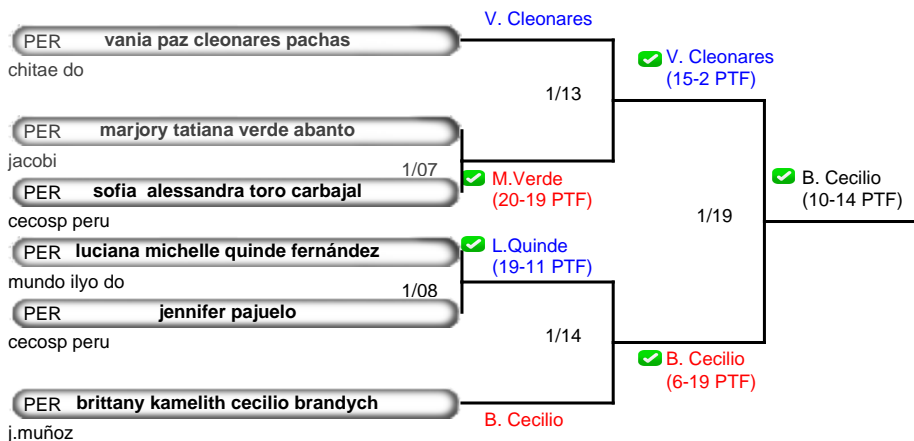 V. Cleonares
PER vania paz cleonares pachas
chitae do
V. Cleonares
(15-2 PTF)
1/13
PER marjory tatiana verde abanto
jacobi
1/07
M.Verde
(20-19 PTF)
B. Cecilio
(10-14 PTF)
PER sofia alessandra toro carbajal
cecosp peru
1/19
PER luciana michelle quinde fernández
mundo ilyo do
L.Quinde
(19-11 PTF)
1/08
PER jennifer pajuelo
cecosp peru
1/14
B. Cecilio
(6-19 PTF)
PER brittany kamelith cecilio brandych
j.muñoz
B. Cecilio